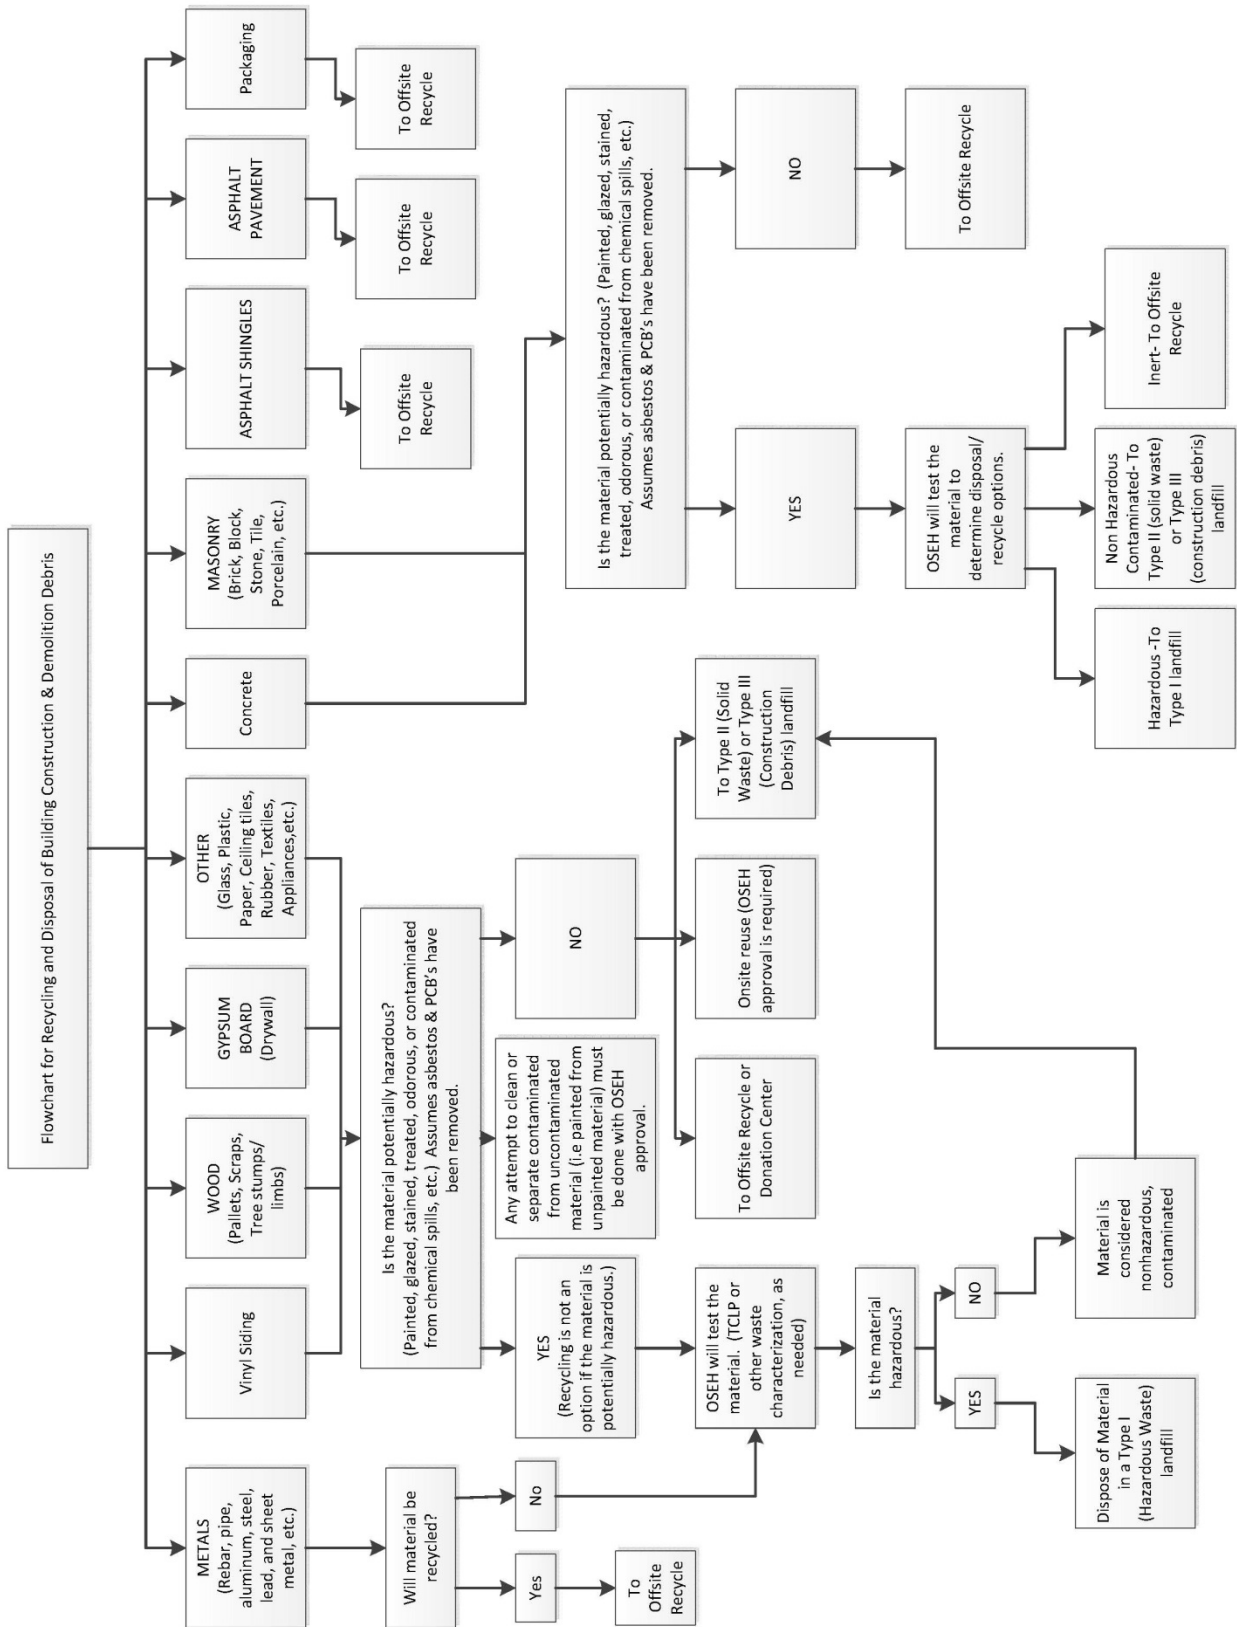 Flowchart for Recycling and Disposal of Building Construction & Demolition Debris
METALS
(Rebar, pipe,
aluminum, steel,
lead, and sheet
metal, etc.)
Vinyl Siding
WOOD
(Pallets, Scraps,
Tree stumps/
limbs)
GYPSUM
BOARD
(Drywall)
OTHER
(Glass, Plastic,
Paper, Ceiling tiles,
Rubber, Textiles,
Appliances,etc.)
Concrete
MASONRY
(Brick, Block,
Stone, Tile,
Porcelain, etc.)
ASPHALT SHINGLES
ASPHALT
PAVEMENT
Packaging
Will material be
recycled?
Is the material potentially hazardous?
(Painted, glazed, stained, treated, odorous, or contaminated
from chemical spills, etc.)  Assumes asbestos & PCB's have
been removed.
To Offsite
Recycle
To Offsite
Recycle
To Offsite
Recycle
Yes
No
YES
(Recycling is not an
option if the material is
potentially hazardous.)
Any attempt to clean or
separate contaminated
from uncontaminated
material (i.e painted from
unpainted material) must
be done with OSEH
approval.
NO
Is the material potentially hazardous?  (Painted, glazed, stained,
treated, odorous, or contaminated from chemical spills, etc.)
Assumes asbestos & PCB's have been removed.
To
Offsite
Recycle
OSEH will test the
material.  (TCLP or
other waste
characterization, as
needed)
To Offsite Recycle or
Donation Center
Onsite reuse (OSEH
approval is required)
To Type II (Solid
Waste) or Type III
(Construction
Debris) landfill
YES
NO
Is the material
hazardous?
OSEH will test the
material to
determine disposal/
recycle options.
To Offsite Recycle
YES
NO
Dispose of Material
in a Type I
(Hazardous Waste)
landfill
Material is
considered
nonhazardous,
contaminated
Hazardous -To
Type I landfill
Non Hazardous
Contaminated- To
Type II (solid waste)
or Type III
(construction debris)
landfill
Inert- To Offsite
Recycle